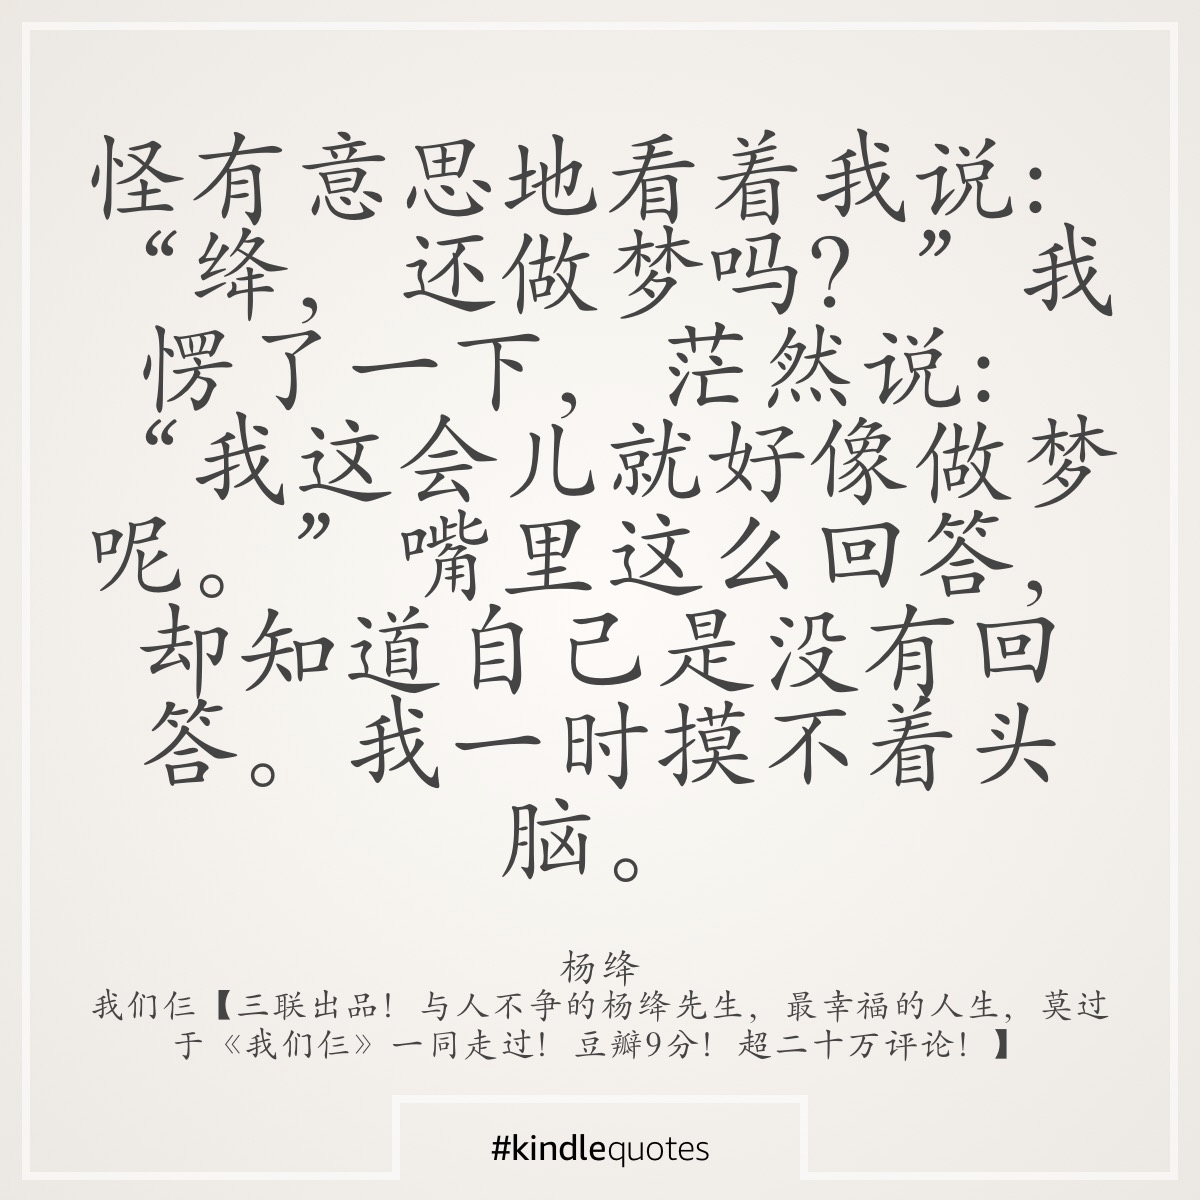 怪有意思地看着我说：
“绛，还做梦吗？”我
愣了一下，茫然说：
“我这会儿就好像做梦
呢。”嘴里这么回答，
却知道自己是没有回
答。我一时摸不着头
脑。
杨绛
我们仨【三联出品！与人不争的杨绛先生，最幸福的人生，莫过
于《我们仨》一同走过！豆瓣9分！超二十万评论！】
#kindlequotes